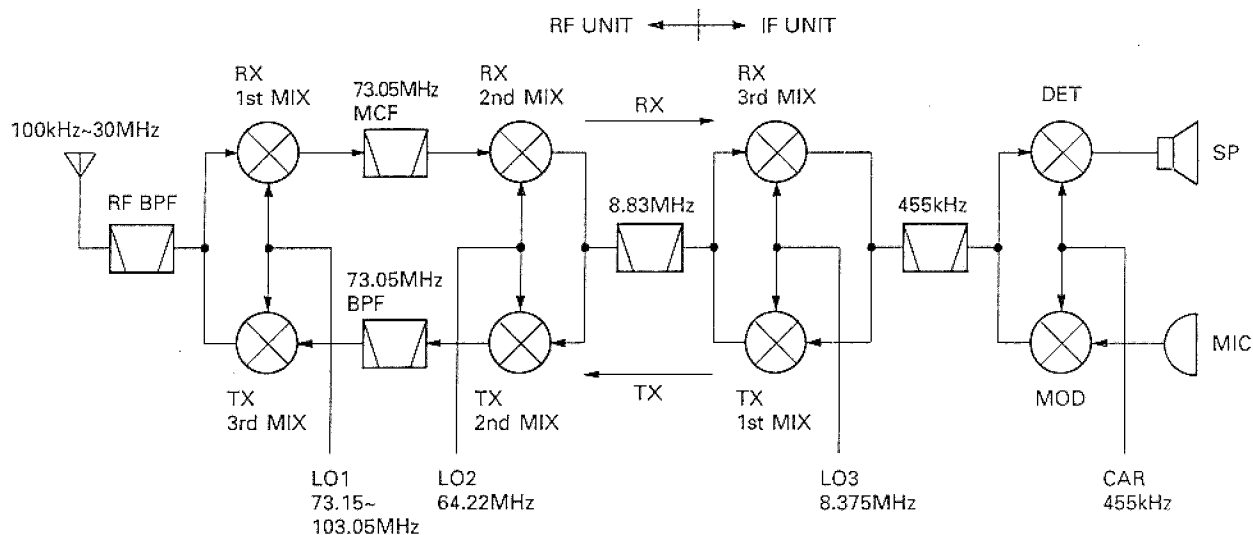 RF UNIT
IF UNIT
RX
1st MIX
73.05MHz
MCF
RX
2nd MIX
RX
RX
3rd MIX
DET
100kHz~30MHz
SP
RF BPF
8.83MHz
455kHz
73.05MHz
BPF
MIC
TX
3rd MIX
TX
2nd MIX
TX
TX
1st MIX
MOD
LO1
73.15~
103.05MHz
LO2
64.22MHz
LO3
8.375MHz
CAR
455kHz